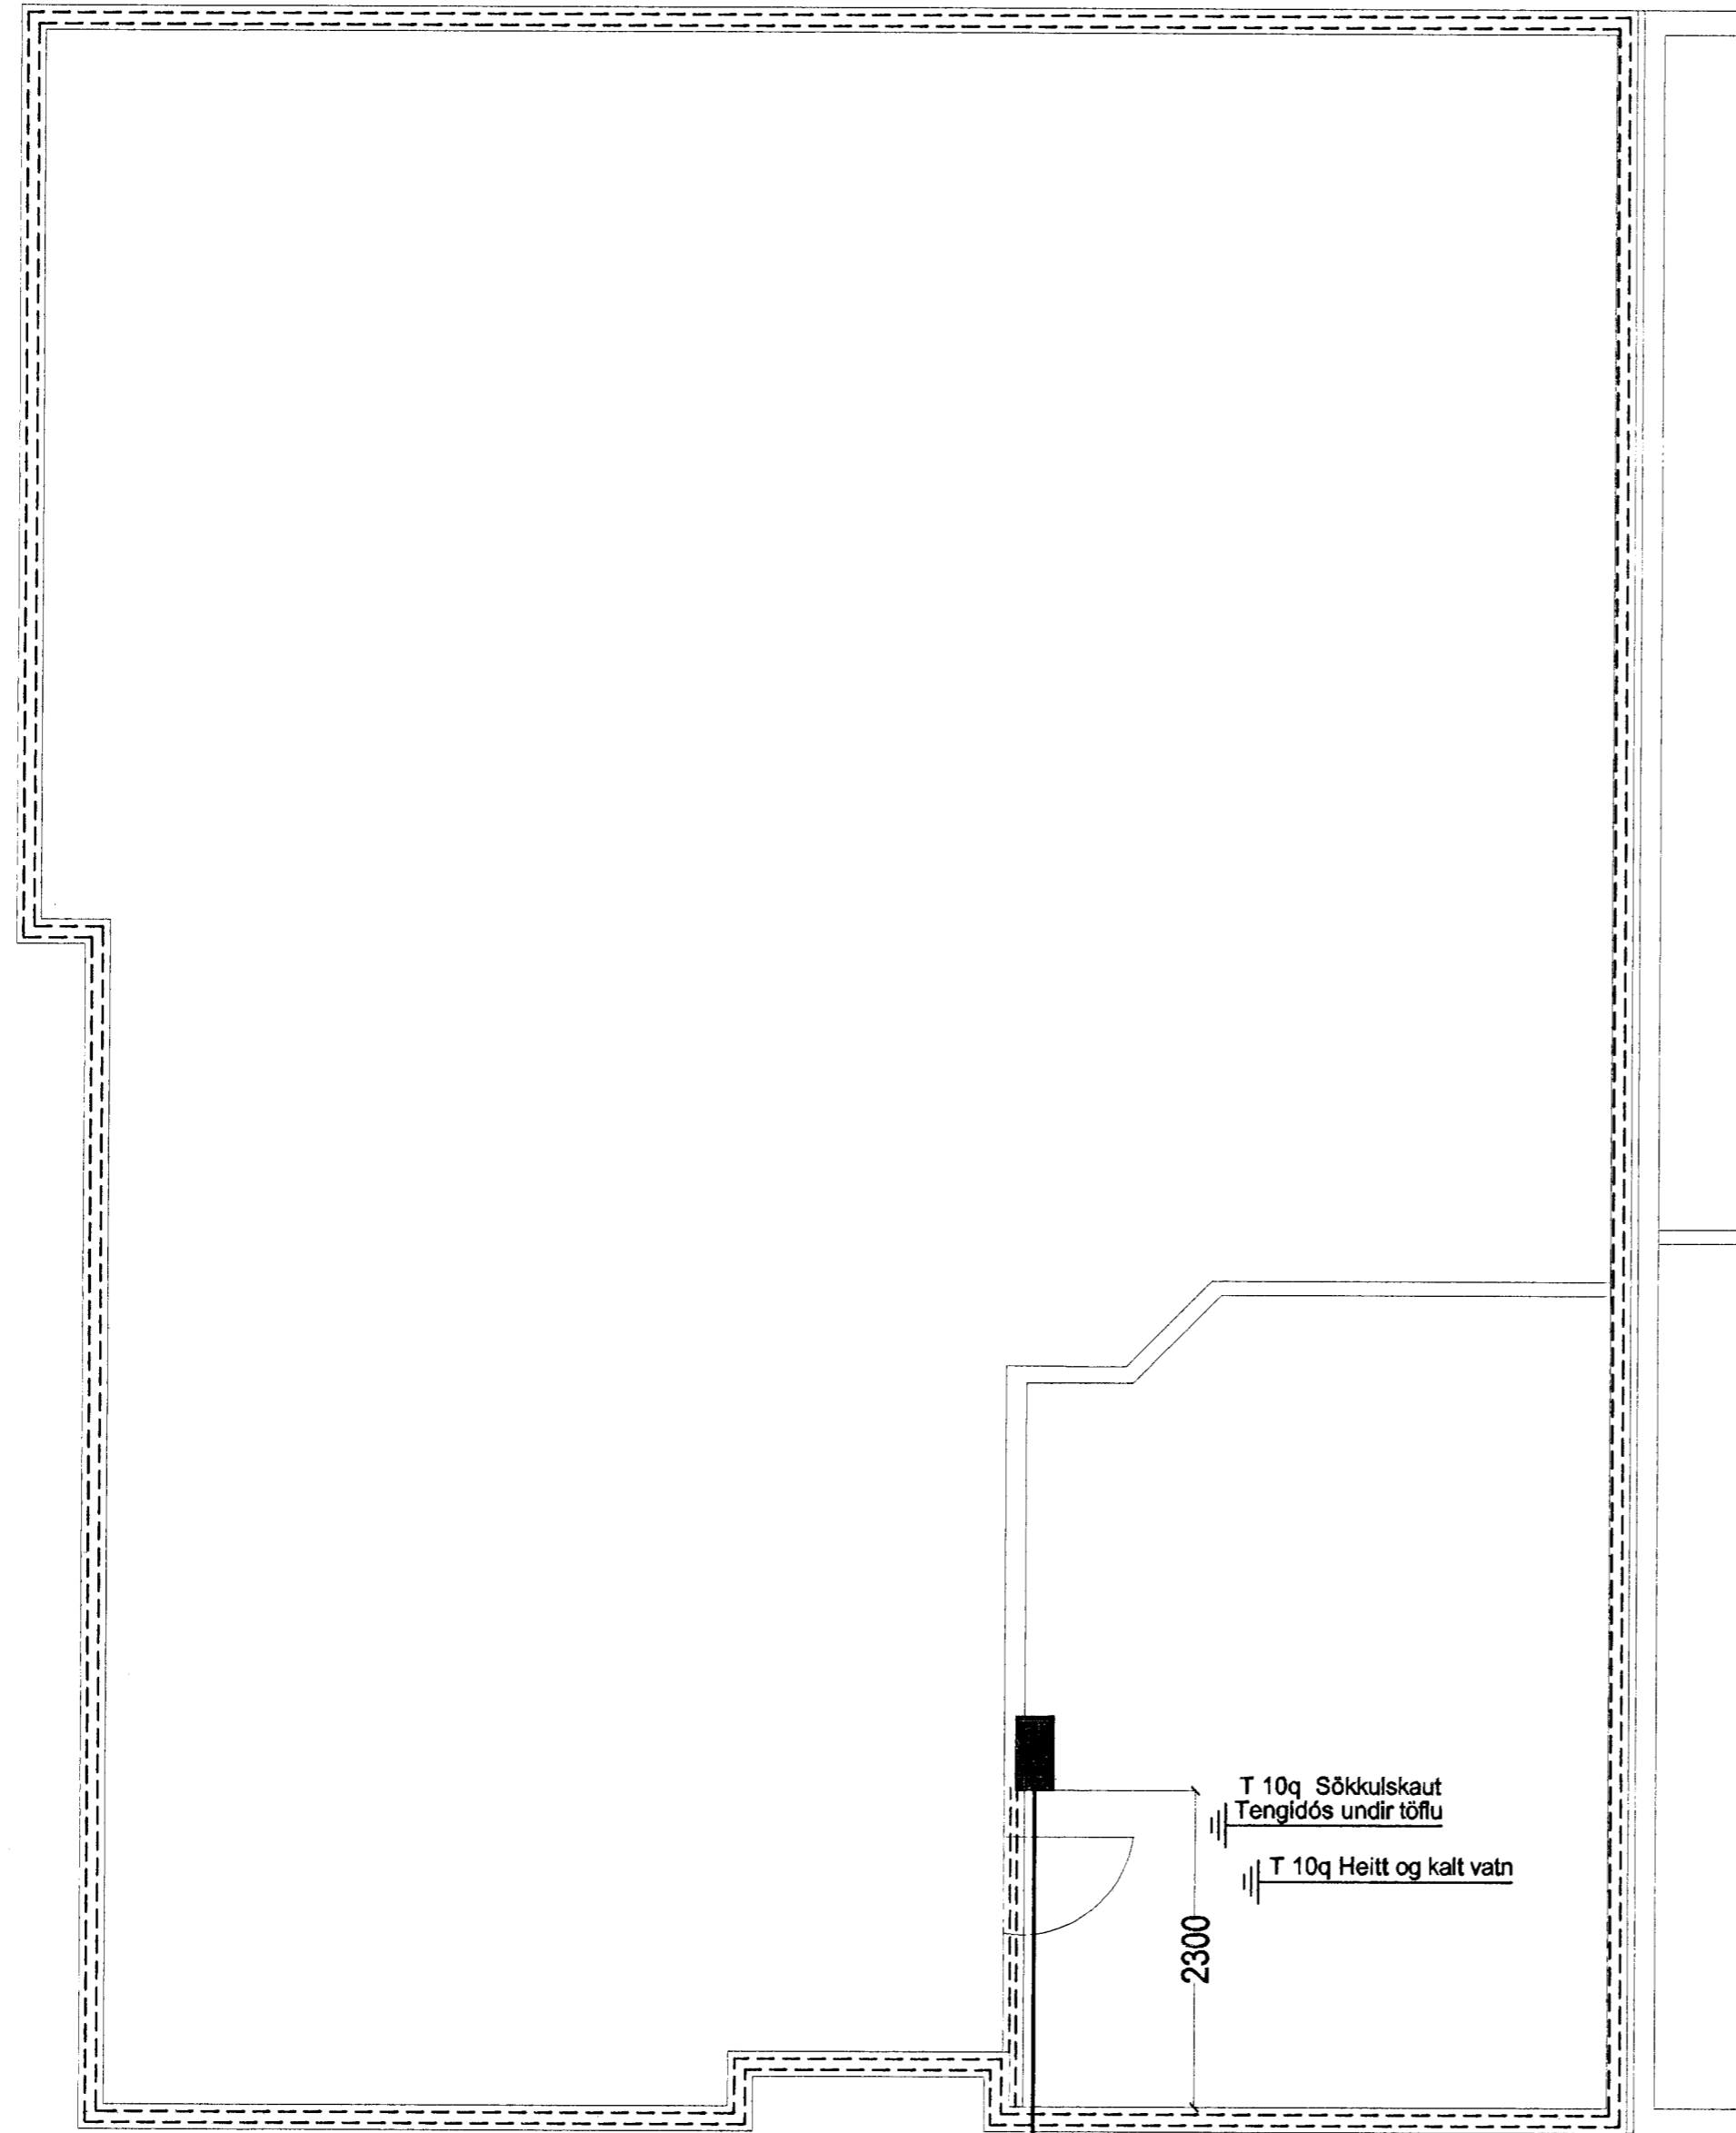 T 10q Sökkulskaut
Tengidós undir töflu
T 10q Heitt og kalt vatn
2300